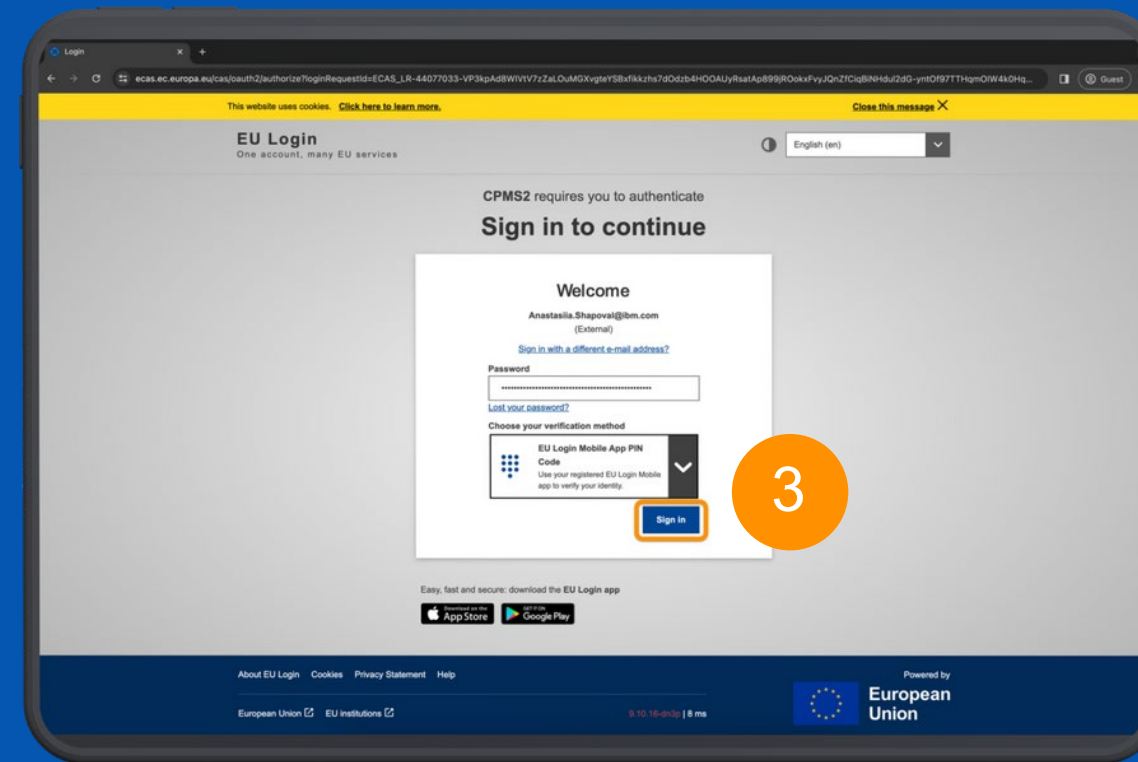 Login
ecas.ec.europa.eu/cas/oauth2/authorize?loginRequestId=ECAS_LR-44077033-VP3kpAd8WIVtV7zZaLOuMGXvgteYSBxfikkzhs7dOdzb4HOOAUyRsatAp899jROokxFvyJQnZfCiqBiNHdul2dG-yntOf97TTHqmOIW4k0Hq...
Guest
This website uses cookies. Click here to learn more.
Close this message
EU Login
One account, many EU services
English (en)
CPMS2 requires you to authenticate
Sign in to continue
Welcome
Anastasiia.Shapoval@ibm.com
(External)
Sign in with a different e-mail address?
Password
Lost your password?
Choose your verification method
EU Login Mobile App PIN
Code
Use your registered EU Login Mobile
app to verify your identity.
Sign in
3
Easy, fast and secure: download the EU Login app
Download on the
App Store
GET IT ON
Google Play
About EU Login Cookies Privacy Statement Help
Powered by
European
Union
European Union EU institutions
9.10.16-dn3p | 8 ms